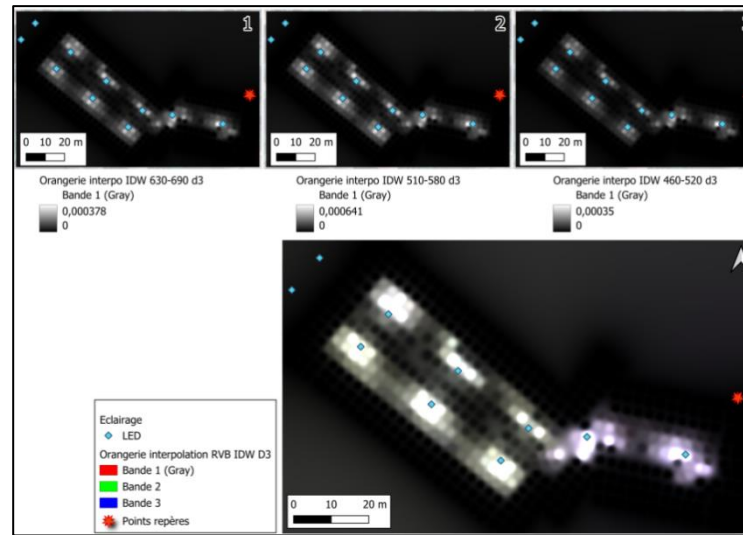 1
2
0 10 20 m
0 10 20 m
0 10 20 m
Orangerie interpo IDW 630-690 d3
Bande 1 (Gray)
0,000378
0
Orangerie interpo IDW 510-580 d3
Bande 1 (Gray)
0,000641
0
Orangerie interpo IDW 460-520 d3
Bande 1 (Gray)
0,00035
0
Eclairage
LED
Orangerie interpolation RVB IDW D3
Bande 1 (Gray)
Bande 2
Bande 3
Points repères
0 10 20 m